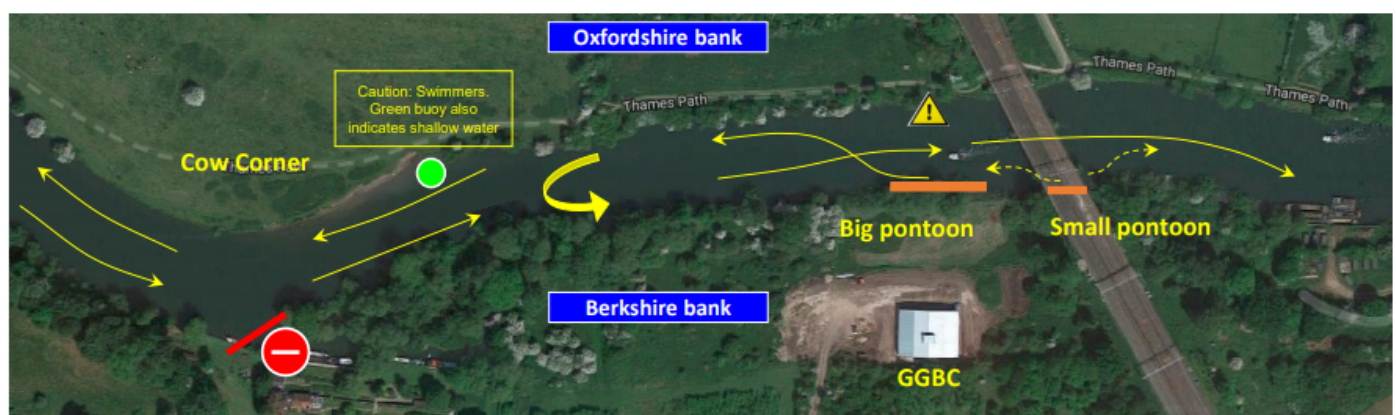 Oxfordshire bank
Caution: Swimmers.
Green buoy also
indicates shallow water
Thames Path
Thames Path
Thames Path
Cow Corner
Big pontoon
Small pontoon
Berkshire bank
GGBC